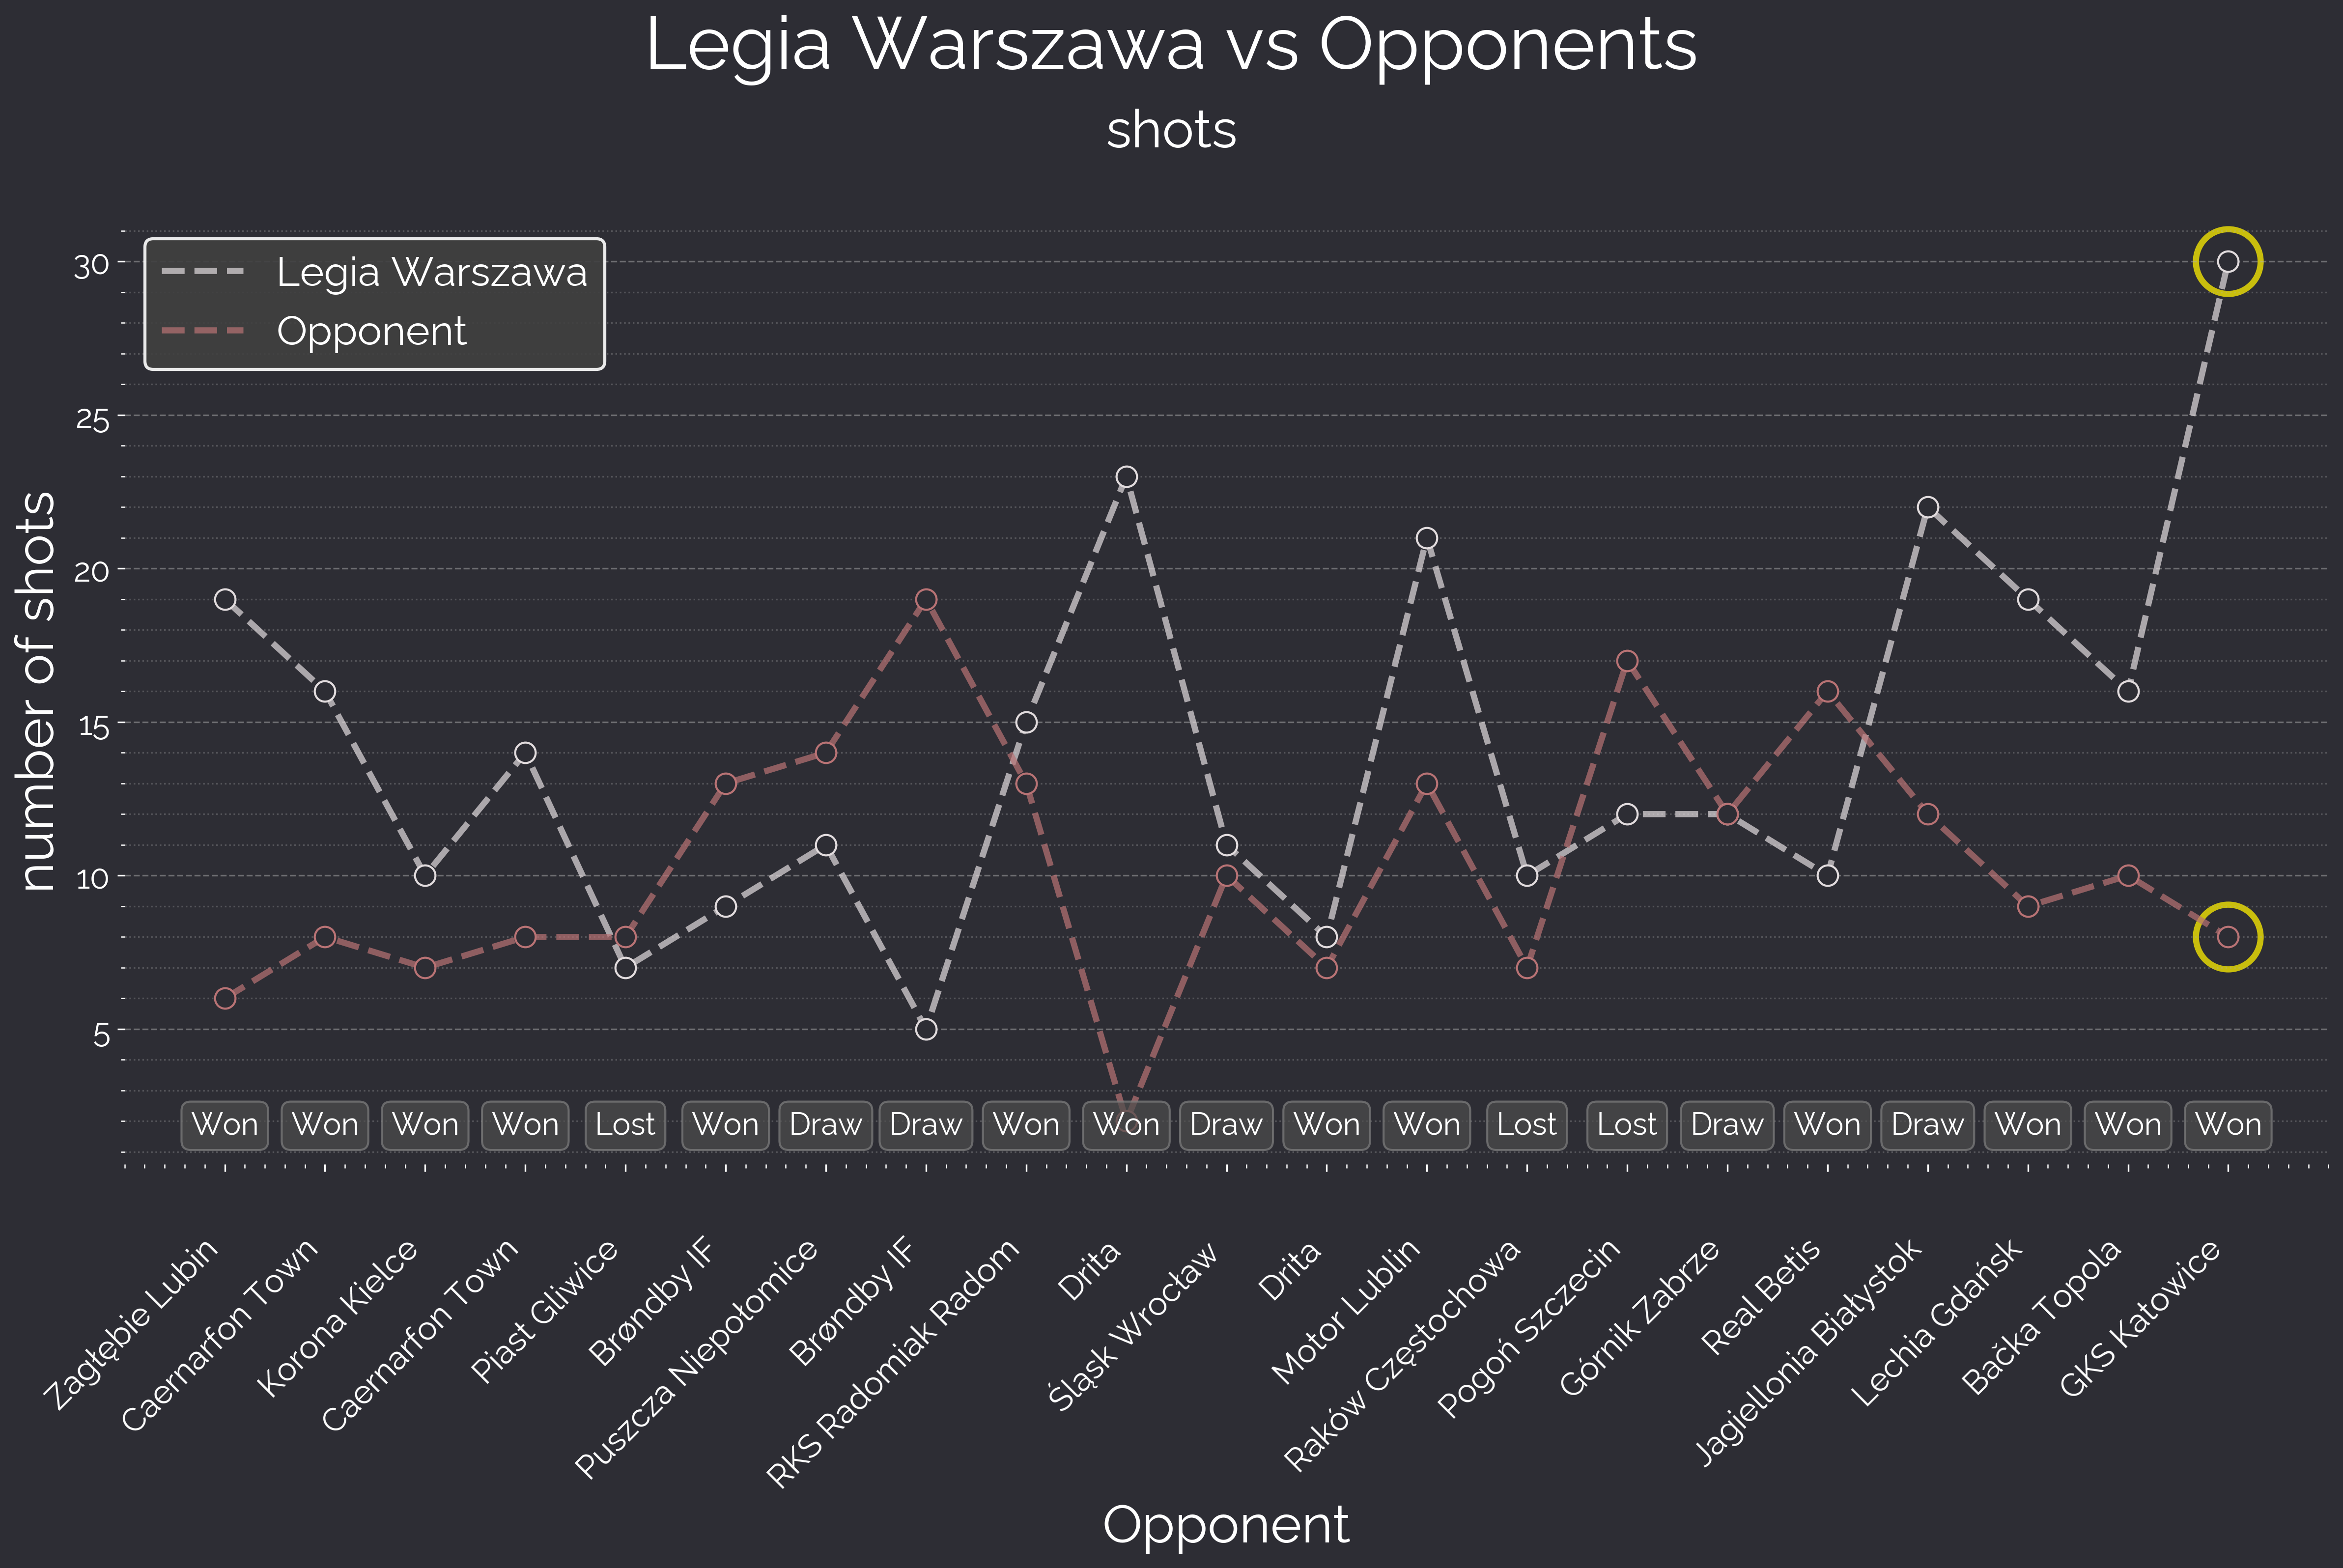 Legia Warszawa vs Opponents
shots
30
25
20
15
10
5
number of shots
Legia Warszawa
Opponent
Won Won Won Won Lost Won Draw Draw Won Won Draw Won Won Lost Lost Draw Won Draw Won Won Won
Zagłębie Lubin
Caernarfon Town
Korona Kielce
Caernarfon Town
Piast Gliwice
Brøndby IF
Puszcza Niepołomice
Brøndby IF
RKS Radomiak Radom
Drita
Śląsk Wrocław
Drita
Motor Lublin
Raków Częstochowa
Pogoń Szczecin
Górnik Zabrze
Real Betis
Jagiellonia Białystok
Lechia Gdańsk
Bačka Topola
GKS Katowice
Opponent